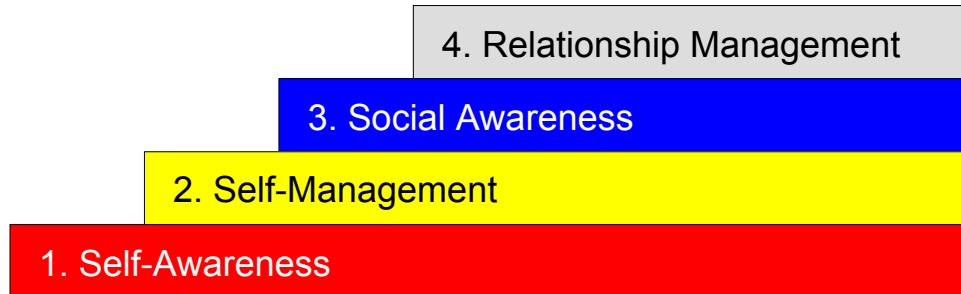 4. Relationship Management
3. Social Awareness
2. Self-Management
1. Self-Awareness